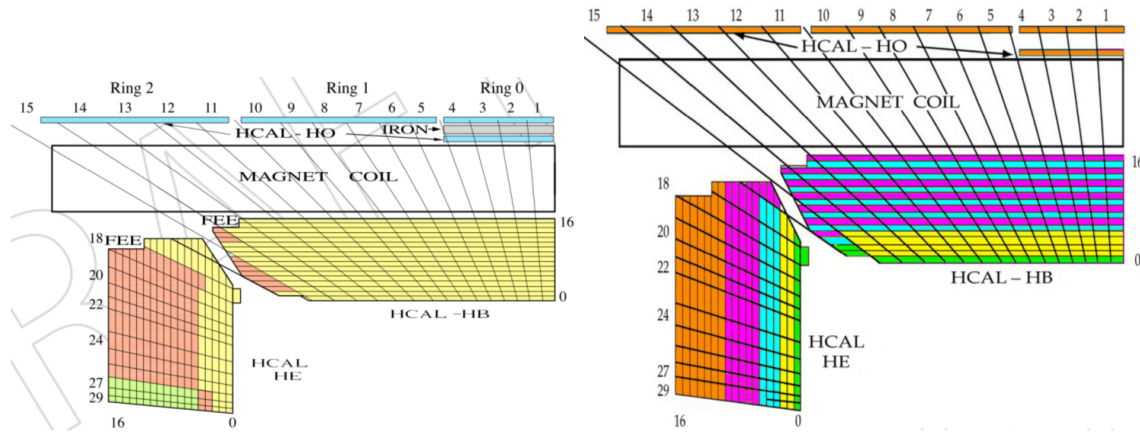 Ring 2 Ring 1 Ring 0
15 14 13 12 11 10 9 8 7 6 5 4 3 2 1
HCAL-HO IRON
MAGNET COIL
FEE
16
18 FEE
20
22
24
27
29
0
HCAL -HB
HCAL
HE
16 0
15 14 13 12 11 10 9 8 7 6 5 4 3 2 1
HCAL – HO
MAGNET COIL
16
18
20
22
24
27
29
0
HCAL – HB
HCAL
HE
16 0